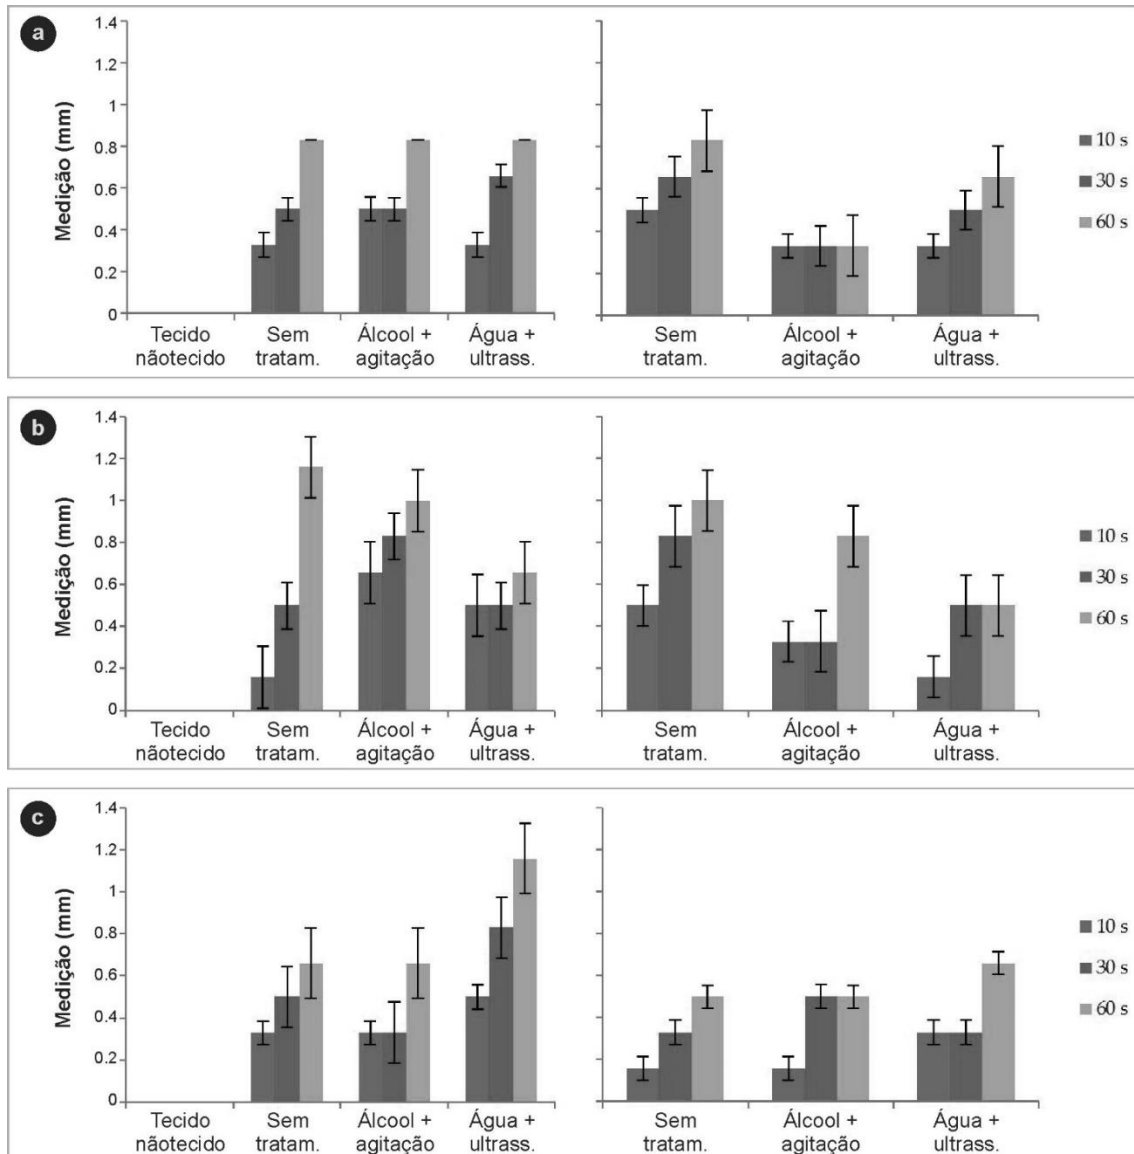 a
Medição (mm)
1.4
1.2
1
0.8
0.6
0.4
0.2
0
Tecido
nãotecido
Sem
tratam.
Álcool +
agitação
Água +
ultrass.
Sem
tratam.
Álcool +
agitação
Água +
ultrass.
10 s
30 s
60 s
b
Medição (mm)
1.4
1.2
1
0.8
0.6
0.4
0.2
0
Tecido
nãotecido
Sem
tratam.
Álcool +
agitação
Água +
ultrass.
Sem
tratam.
Álcool +
agitação
Água +
ultrass.
10 s
30 s
60 s
c
Medição (mm)
1.4
1.2
1
0.8
0.6
0.4
0.2
0
Tecido
nãotecido
Sem
tratam.
Álcool +
agitação
Água +
ultrass.
Sem
tratam.
Álcool +
agitação
Água +
ultrass.
10 s
30 s
60 s